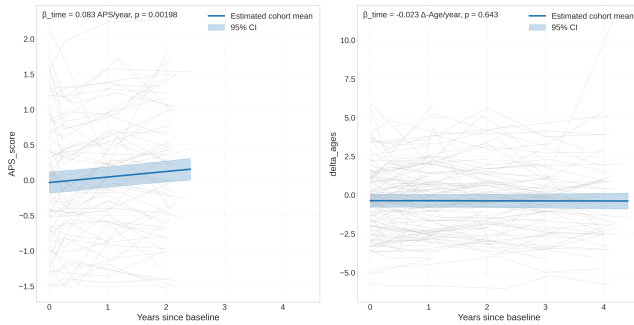 β_time = 0.083 APS/year, p = 0.00198
Estimated cohort mean
95% CI
2.0
1.5
1.0
0.5
0.0
−0.5
−1.0
−1.5
APS_score
0 1 2 3 4
Years since baseline
β_time = -0.023 Δ-Age/year, p = 0.643
Estimated cohort mean
95% CI
10.0
7.5
5.0
2.5
0.0
−2.5
−5.0
delta_ages
0 1 2 3 4
Years since baseline